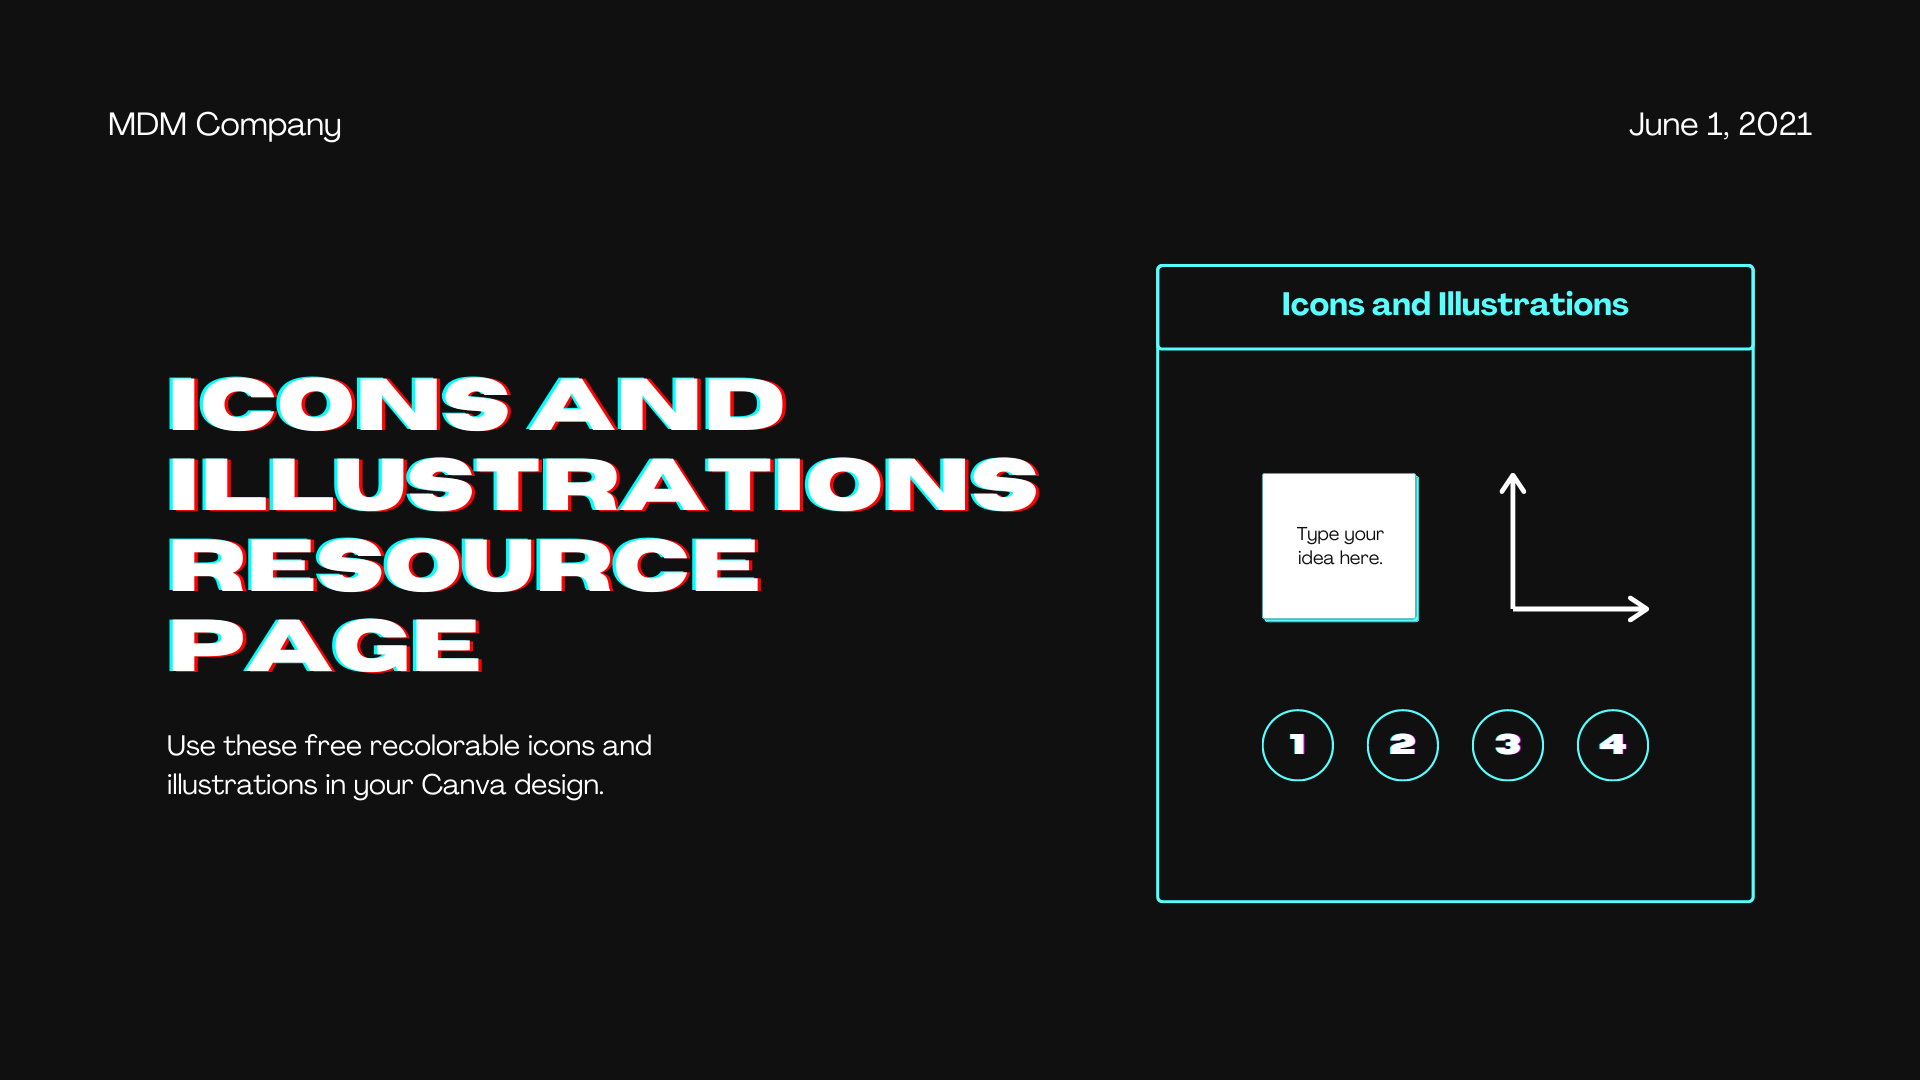 MDM Company
June 1, 2021
ICONS AND
ILLUSTRATIONS
RESOURCE
PAGE
Use these free recolorable icons and
illustrations in your Canva design.
Icons and Illustrations
Type your
idea here.
1 2 3 4